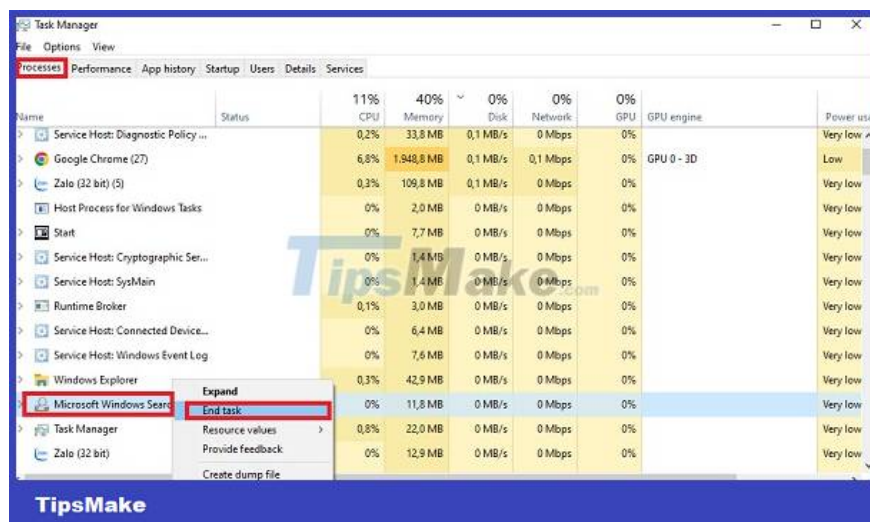 Task Manager
File Options View
Processes Performance App history Startup Users Details Services
11% 40% 0% 0% 0%
Name Status CPU Memory Disk Network GPU GPU engine Power usa
Service Host: Diagnostic Policy ... 0,2% 33,8 MB 0,1 MB/s 0 Mbps 0% Very low
Google Chrome (27) 6,8% 1.948,8 MB 0,1 MB/s 0,1 Mbps 0% GPU 0 - 3D Low
Zalo (32 bit) (5) 0,3% 109,8 MB 0,1 MB/s 0 Mbps 0% Very low
Host Process for Windows Tasks 0% 2,0 MB 0 MB/s 0 Mbps 0% Very low
Start 0% 7,7 MB 0 MB/s 0 Mbps 0% Very low
Service Host: Cryptographic Ser... 0% 1,4 MB 0 MB/s 0 Mbps 0% Very low
Service Host: SysMain 0% 1,4 MB 0 MB/s 0 Mbps 0% Very low
TipsMake.com
Runtime Broker 0,1% 3,0 MB 0 MB/s 0 Mbps 0% Very low
Service Host: Connected Device... 0% 6,4 MB 0 MB/s 0 Mbps 0% Very low
Service Host: Windows Event Log 0% 7,6 MB 0 MB/s 0 Mbps 0% Very low
Windows Explorer 0,3% 42,9 MB 0 MB/s 0 Mbps 0% Very low
Expand
Microsoft Windows Searc 0% 11,8 MB 0 MB/s 0 Mbps 0% Very low
End task
Task Manager Resource values 0,8% 22,0 MB 0 MB/s 0 Mbps 0% Very low
Provide feedback
Zalo (32 bit) 0% 12,9 MB 0 MB/s 0 Mbps 0% Very low
Create dump file
TipsMake